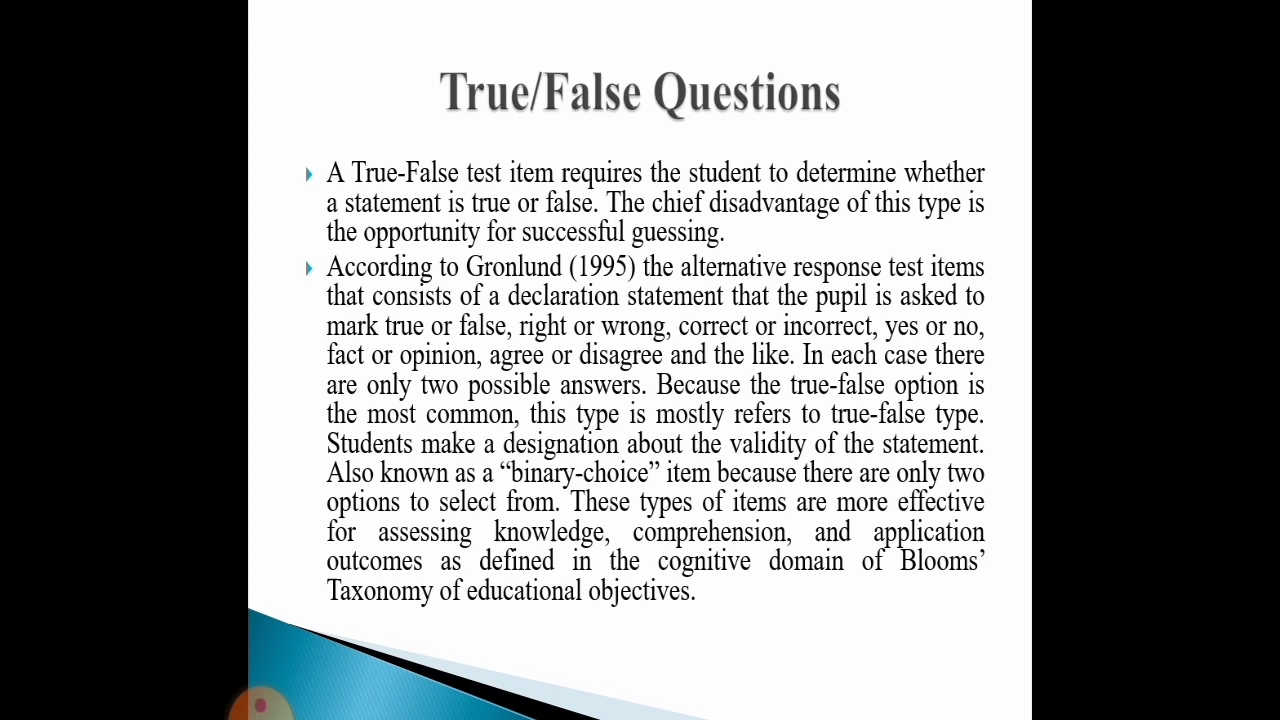 True/False Questions
A True-False test item requires the student to determine whether
a statement is true or false. The chief disadvantage of this type is
the opportunity for successful guessing.
According to Gronlund (1995) the alternative response test items
that consists of a declaration statement that the pupil is asked to
mark true or false, right or wrong, correct or incorrect, yes or no,
fact or opinion, agree or disagree and the like. In each case there
are only two possible answers. Because the true-false option is
the most common, this type is mostly refers to true-false type.
Students make a designation about the validity of the statement.
Also known as a “binary-choice” item because there are only two
options to select from. These types of items are more effective
for assessing knowledge, comprehension, and application
outcomes as defined in the cognitive domain of Blooms’
Taxonomy of educational objectives.